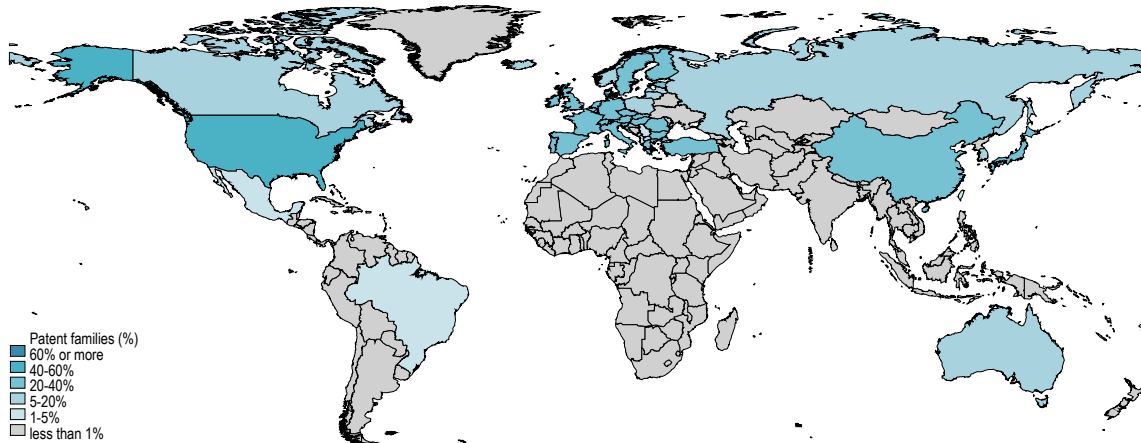 Patent families (%)
60% or more
40-60%
20-40%
5-20%
1-5%
less than 1%